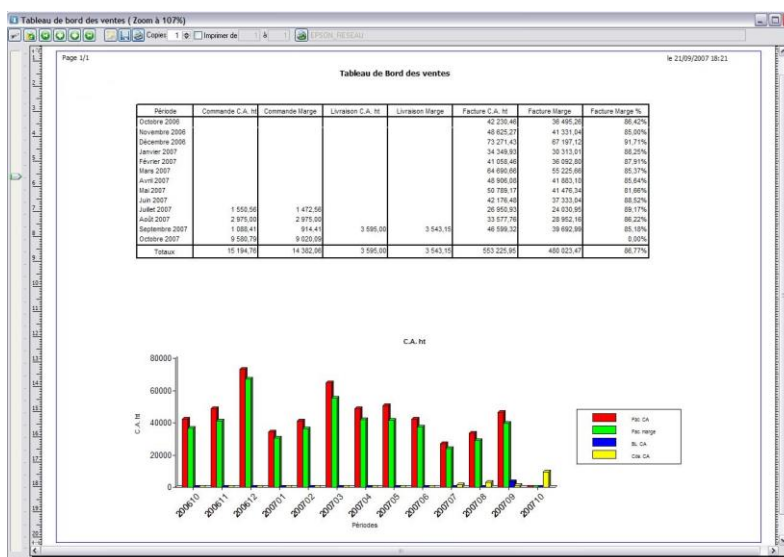 Tableau de bord des ventes ( Zoom à 107%)
Copies 1 Imprimer de 1 à 1 EPSON_RESEAU
Page 1/1 le 21/09/2007 18:21
Tableau de Bord des ventes
Période Commande C.A. ht Commande Marge Livraison C.A. ht Livraison Marge Facture C.A. ht Facture Marge Facture Marge %
Octobre 2006 42 230,46 36 495,26 86,42%
Novembre 2006 48 625,27 41 331,04 85,00%
Décembre 2006 73 271,43 67 197,12 91,71%
Janvier 2007 34 349,93 30 313,01 88,25%
Février 2007 41 058,46 36 092,80 87,91%
Mars 2007 64 690,66 55 225,66 85,37%
Avril 2007 48 906,08 41 883,18 85,64%
Mai 2007 50 789,17 41 476,34 81,66%
Juin 2007 42 176,48 37 333,84 88,52%
Juillet 2007 1 550,56 1 472,56 26 950,93 24 030,95 89,17%
Août 2007 2 975,00 2 975,00 33 577,76 28 952,16 86,22%
Septembre 2007 1 088,41 914,41 3 595,00 3 543,15 46 599,32 39 692,99 85,18%
Octobre 2007 9 580,79 9 020,09 0,00%
Totaux 15 194,76 14 382,06 3 595,00 3 543,15 553 225,95 480 023,47 86,77%
C.A. ht
80000
60000
40000
20000
0
C.A. ht
200610 200611 200612 200701 200702 200703 200704 200705 200706 200707 200708 200709 200710
Périodes
Fac. CA
Fac. marge
BL. CA
Cde. CA